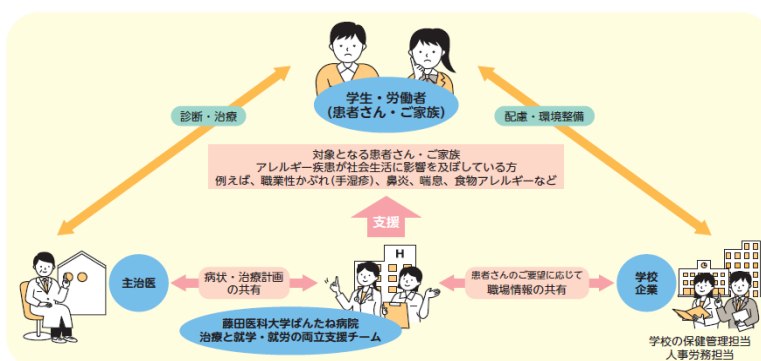 学生・労働者
(患者さん・ご家族)
診断・治療
配慮・環境整備
対象となる患者さん・ご家族
アレルギー疾患が社会生活に影響を及ぼしている方
例えば、職業性かぶれ(手湿疹)、鼻炎、喘息、食物アレルギーなど
支援
H
主治医
病状・治療計画
の共有
患者さんのご要望に応じて
職場情報の共有
学校
企業
藤田医科大学ばんたね病院
治療と就学・就労の両立支援チーム
学校の保健管理担当
人事労務担当